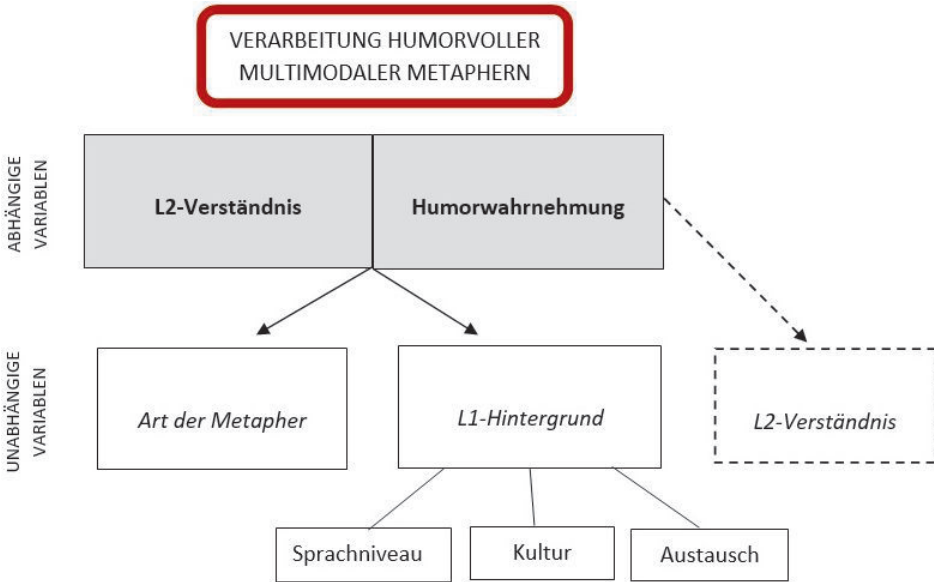 VERARBEITUNG HUMORVOLLER
MULTIMODALER METAPHERN
ABHÄNGIGE
VARIABLEN
L2-Verständnis
Humorwahrnehmung
UNABHÄNGIGE
VARIABLEN
Art der Metapher
L1-Hintergrund
L2-Verständnis
Sprachniveau
Kultur
Austausch